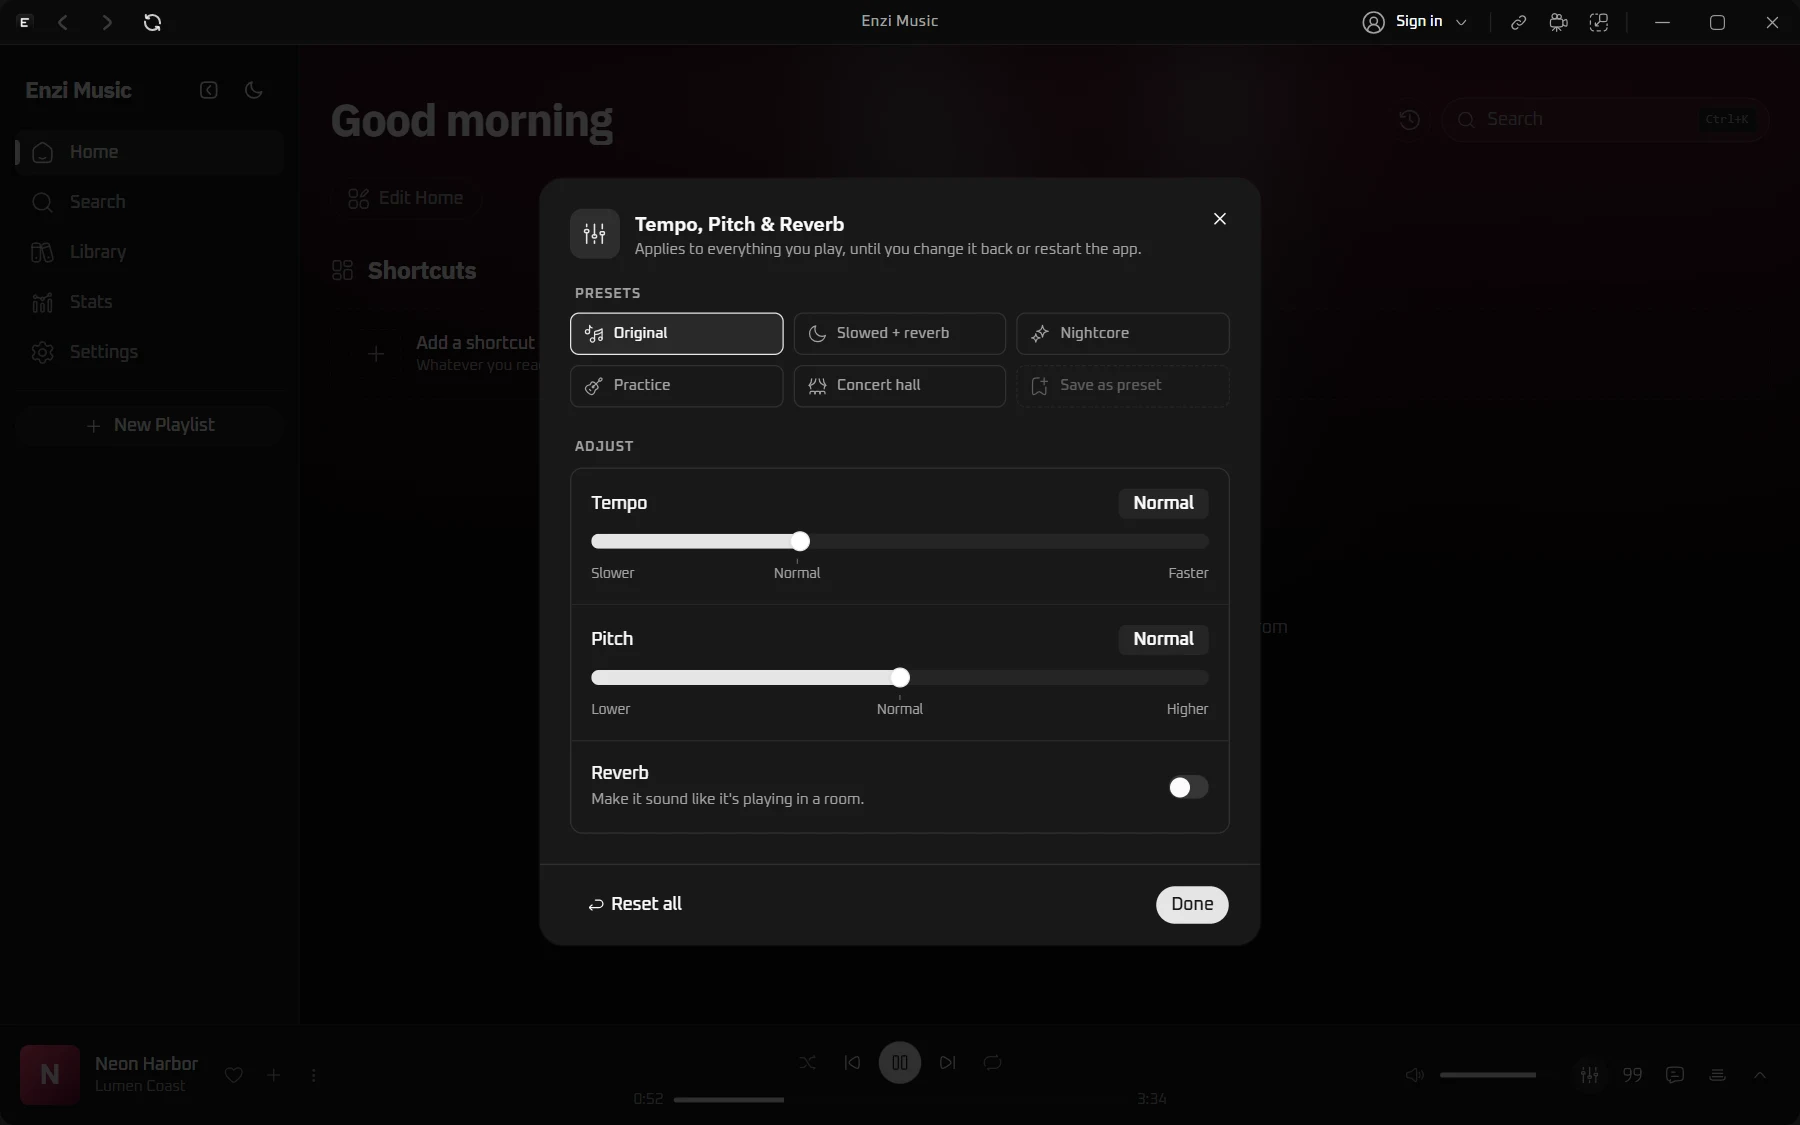 E
Enzi Music
Sign in
Enzi Music
Good morning
Search
Ctrl+K
Home
Search
Library
Stats
Settings
New Playlist
Edit Home
Shortcuts
Add a shortcut
Whatever you rea
Tempo, Pitch & Reverb
Applies to everything you play, until you change it back or restart the app.
PRESETS
Original
Slowed + reverb
Nightcore
Practice
Concert hall
Save as preset
ADJUST
Tempo
Normal
Slower
Normal
Faster
Pitch
Normal
Lower
Normal
Higher
om
Reverb
Make it sound like it's playing in a room.
Reset all
Done
N
Neon Harbor
Lumen Coast
0:52
3:34